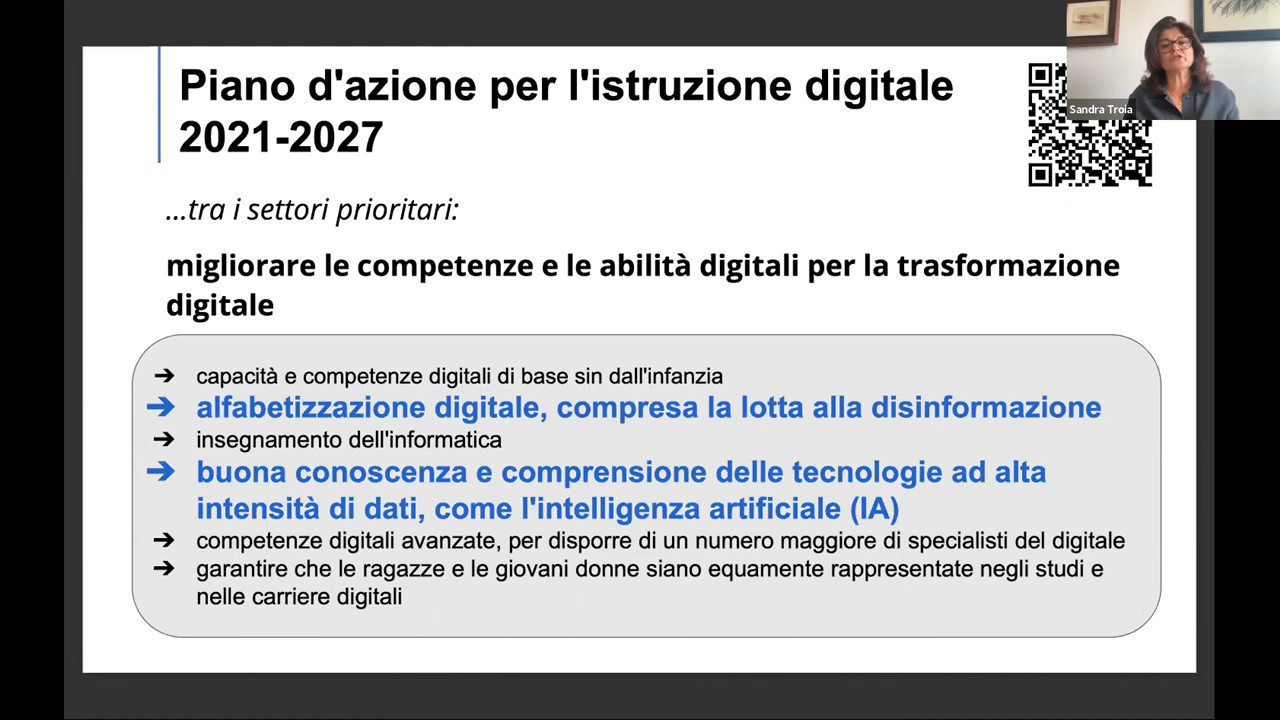 Piano d'azione per l'istruzione digitale
2021-2027
Sandra Troia
...tra i settori prioritari:
migliorare le competenze e le abilità digitali per la trasformazione
digitale
➔ capacità e competenze digitali di base sin dall'infanzia
➔ alfabetizzazione digitale, compresa la lotta alla disinformazione
➔ insegnamento dell'informatica
➔ buona conoscenza e comprensione delle tecnologie ad alta
intensità di dati, come l'intelligenza artificiale (IA)
➔ competenze digitali avanzate, per disporre di un numero maggiore di specialisti del digitale
➔ garantire che le ragazze e le giovani donne siano equamente rappresentate negli studi e
nelle carriere digitali